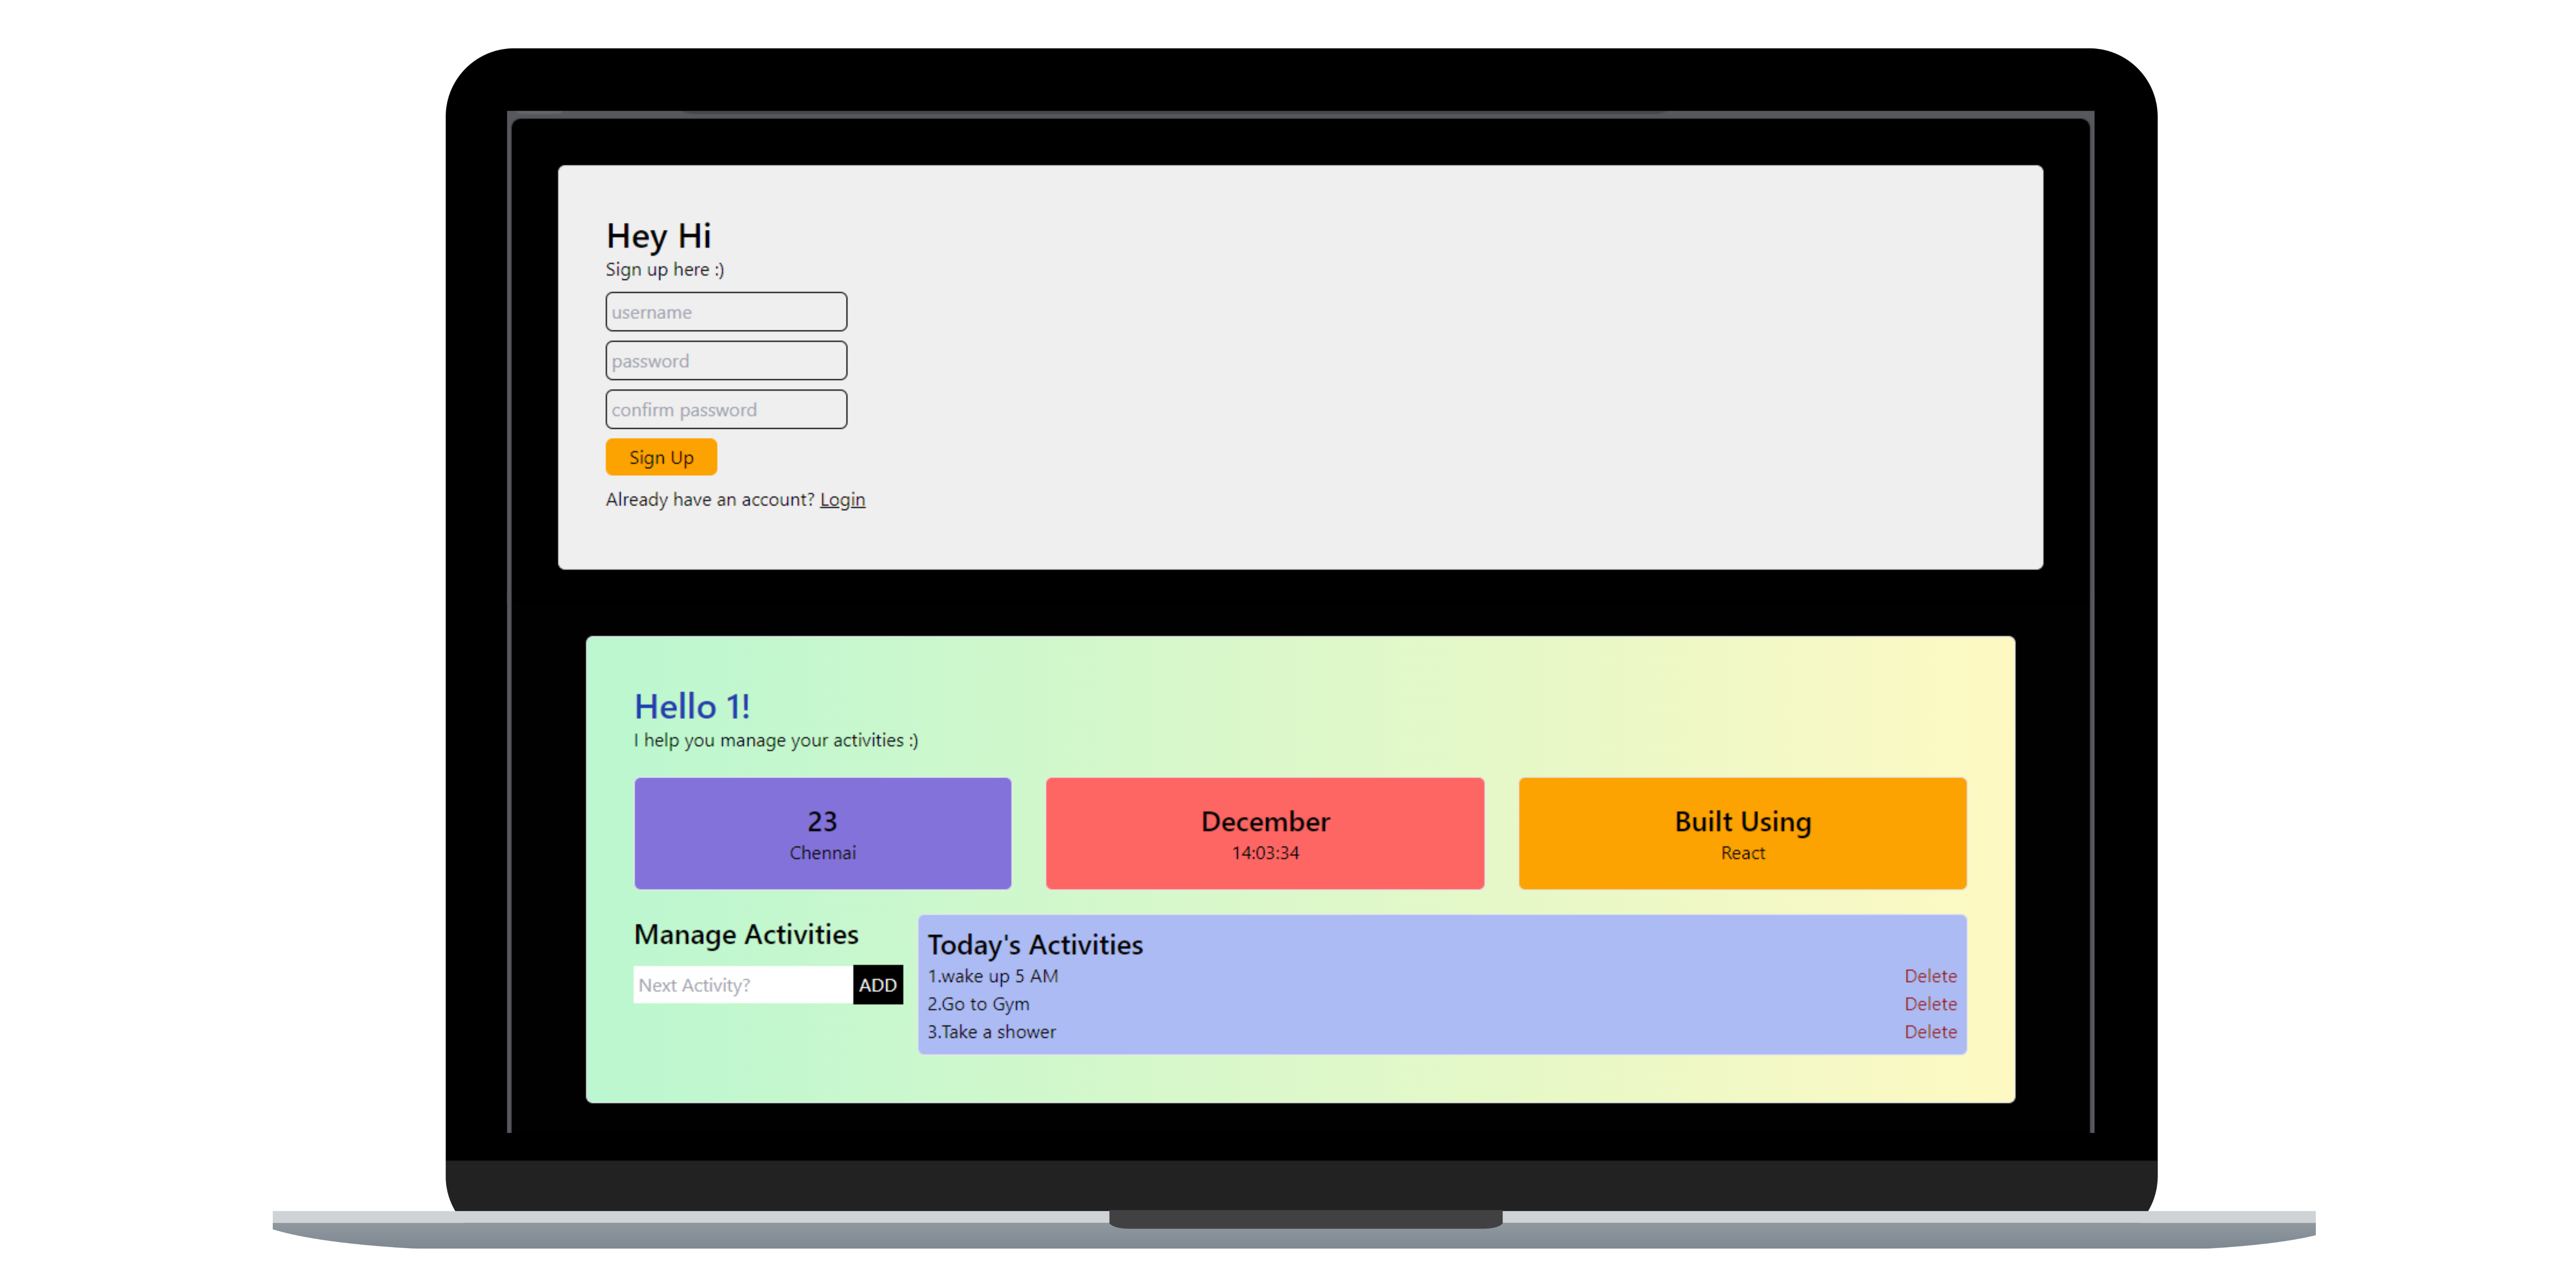 Hey Hi
Sign up here :)
username
password
confirm password
Sign Up
Already have an account? Login
Hello 1!
I help you manage your activities :)
23
Chennai
December
14:03:34
Built Using
React
Manage Activities
Next Activity?
ADD
Today's Activities
1.wake up 5 AM
Delete
2.Go to Gym
Delete
3.Take a shower
Delete